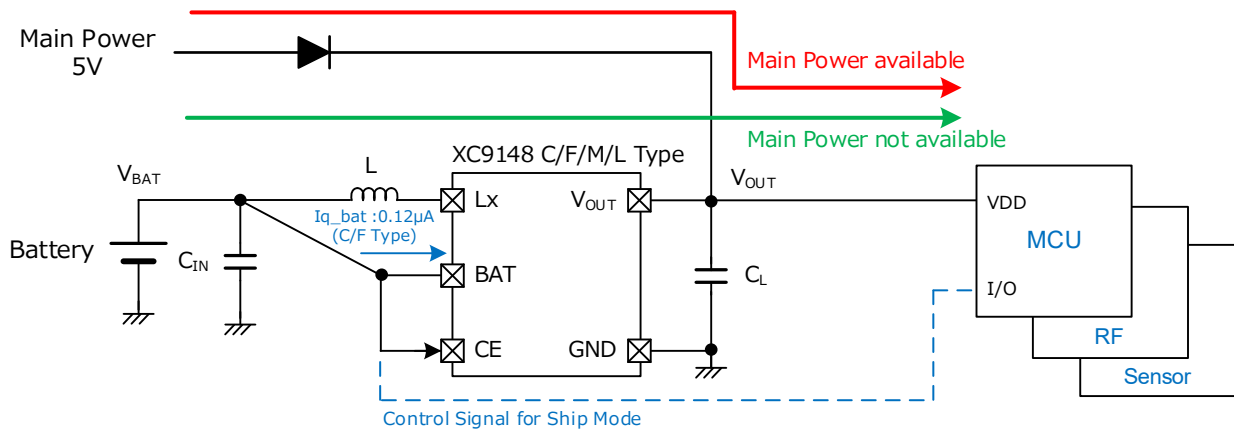 Main Power
5V
Main Power available
Main Power not available
L
XC9148 C/F/M/L Type
VBAT
VOUT
Lx
VOUT
VDD
Iq_bat :0.12µA
(C/F Type)
MCU
Battery
CIN
BAT
CL
I/O
CE
GND
RF
Sensor
Control Signal for Ship Mode